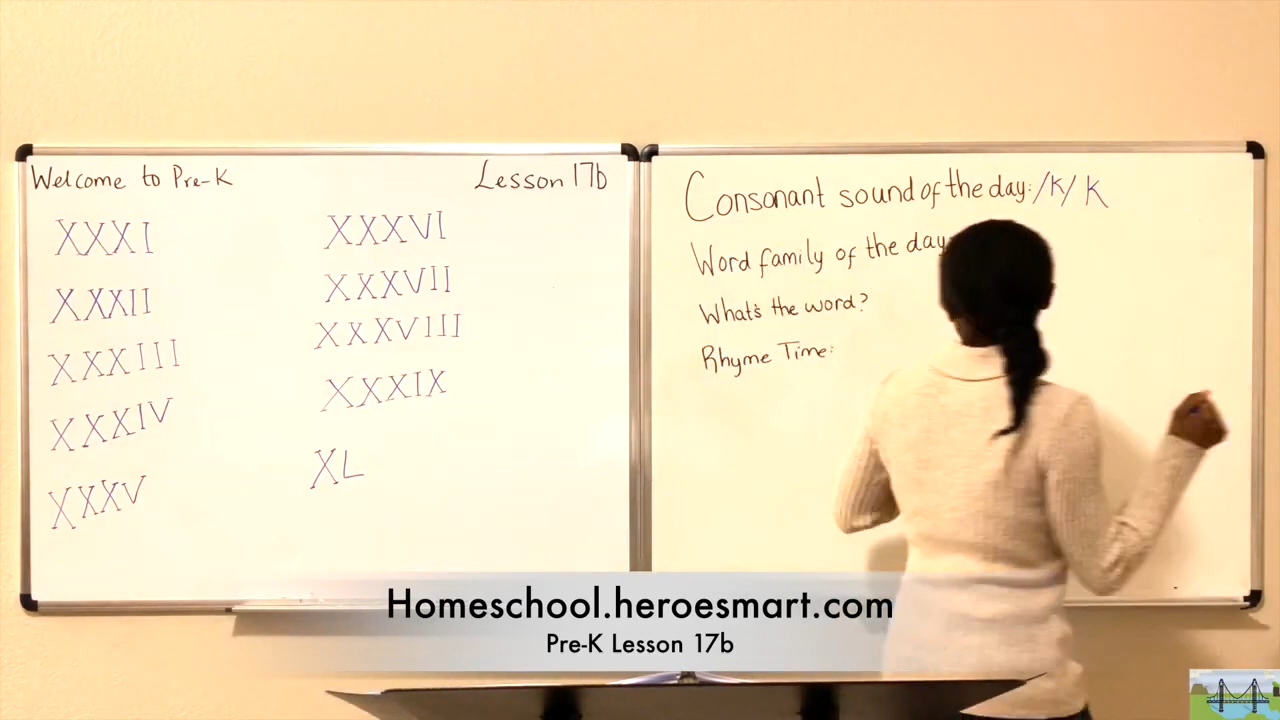 Welcome to Pre-K
Lesson 17b
XXXI
XXXII
XXXIII
XXXIV
XXXV
XXXVI
XXXVII
XXXVIII
XXXIX
XL
Consonant sound of the day: /K/ K
Word family of the day
What's the word?
Rhyme Time:
Homeschool.heroesmart.com
Pre-K Lesson 17b